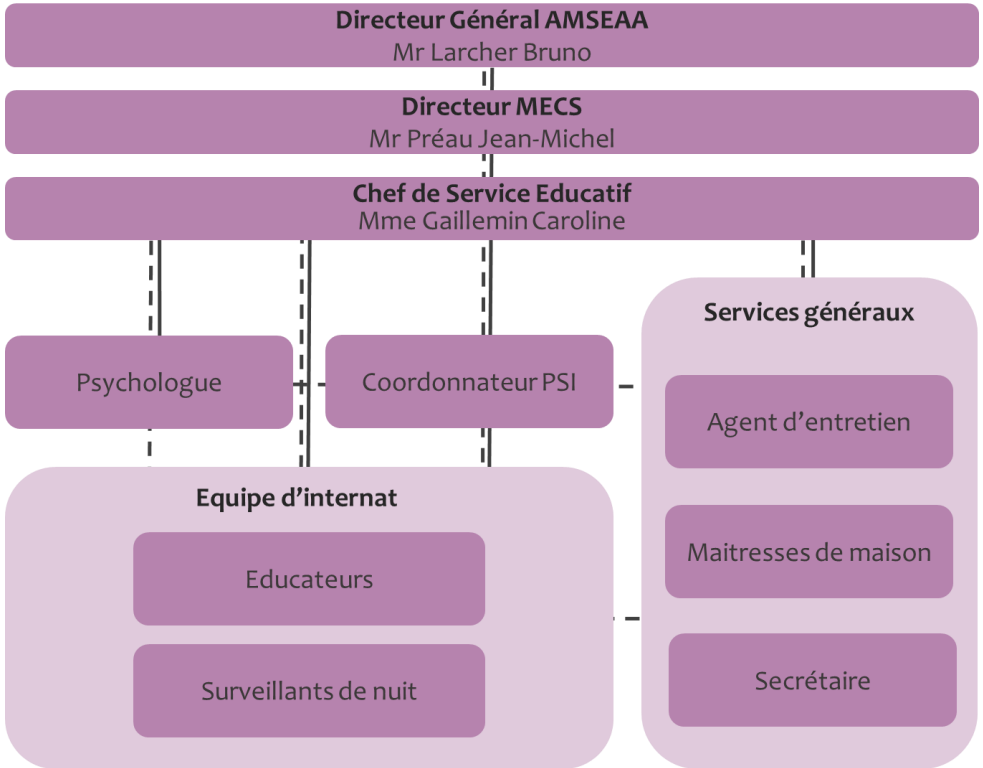 Directeur Général AMSEAA
Mr Larcher Bruno
Directeur MECS
Mr Préau Jean-Michel
Chef de Service Educatif
Mme Gaillemin Caroline
Services généraux
Psychologue
Coordonnateur PSI
Agent d’entretien
Equipe d’internat
Maitresses de maison
Educateurs
Secrétaire
Surveillants de nuit